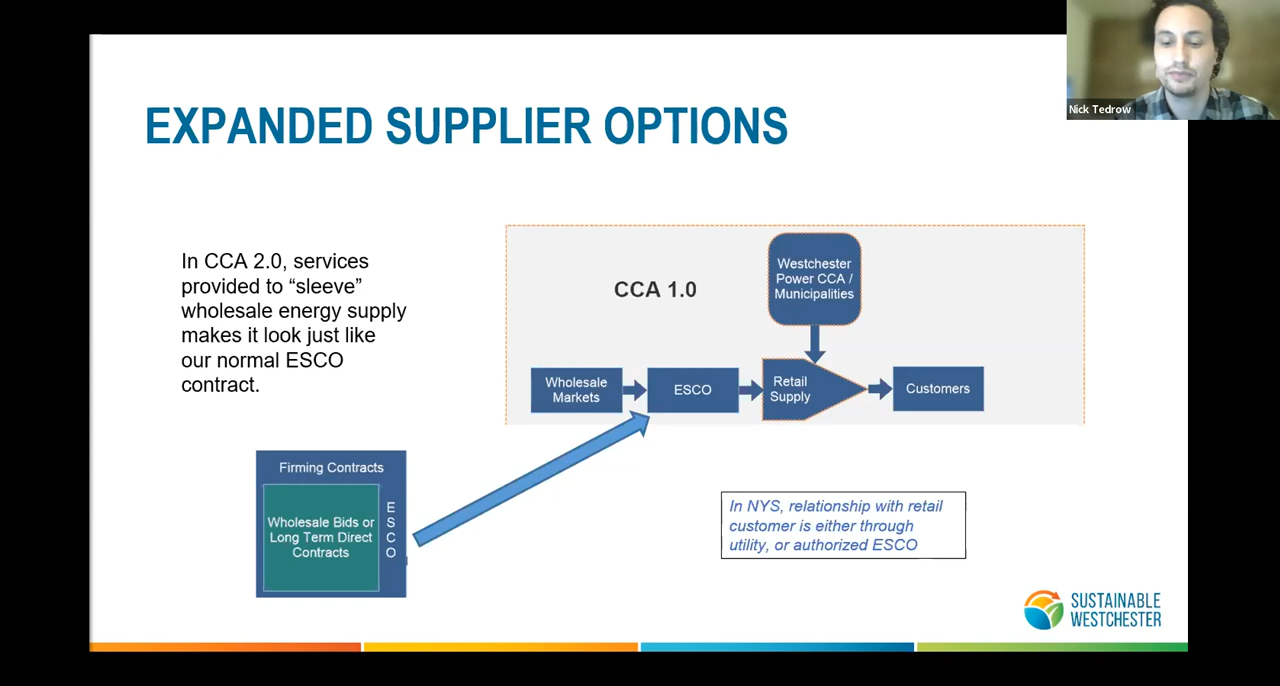 Nick Tedrow
EXPANDED SUPPLIER OPTIONS
In CCA 2.0, services
provided to “sleeve”
wholesale energy supply
makes it look just like
our normal ESCO
contract.
CCA 1.0
Westchester
Power CCA /
Municipalities
Wholesale
Markets
ESCO
Retail
Supply
Customers
Firming Contracts
Wholesale Bids or
Long Term Direct
Contracts
E
S
C
O
In NYS, relationship with retail
customer is either through
utility, or authorized ESCO
SUSTAINABLE
WESTCHESTER